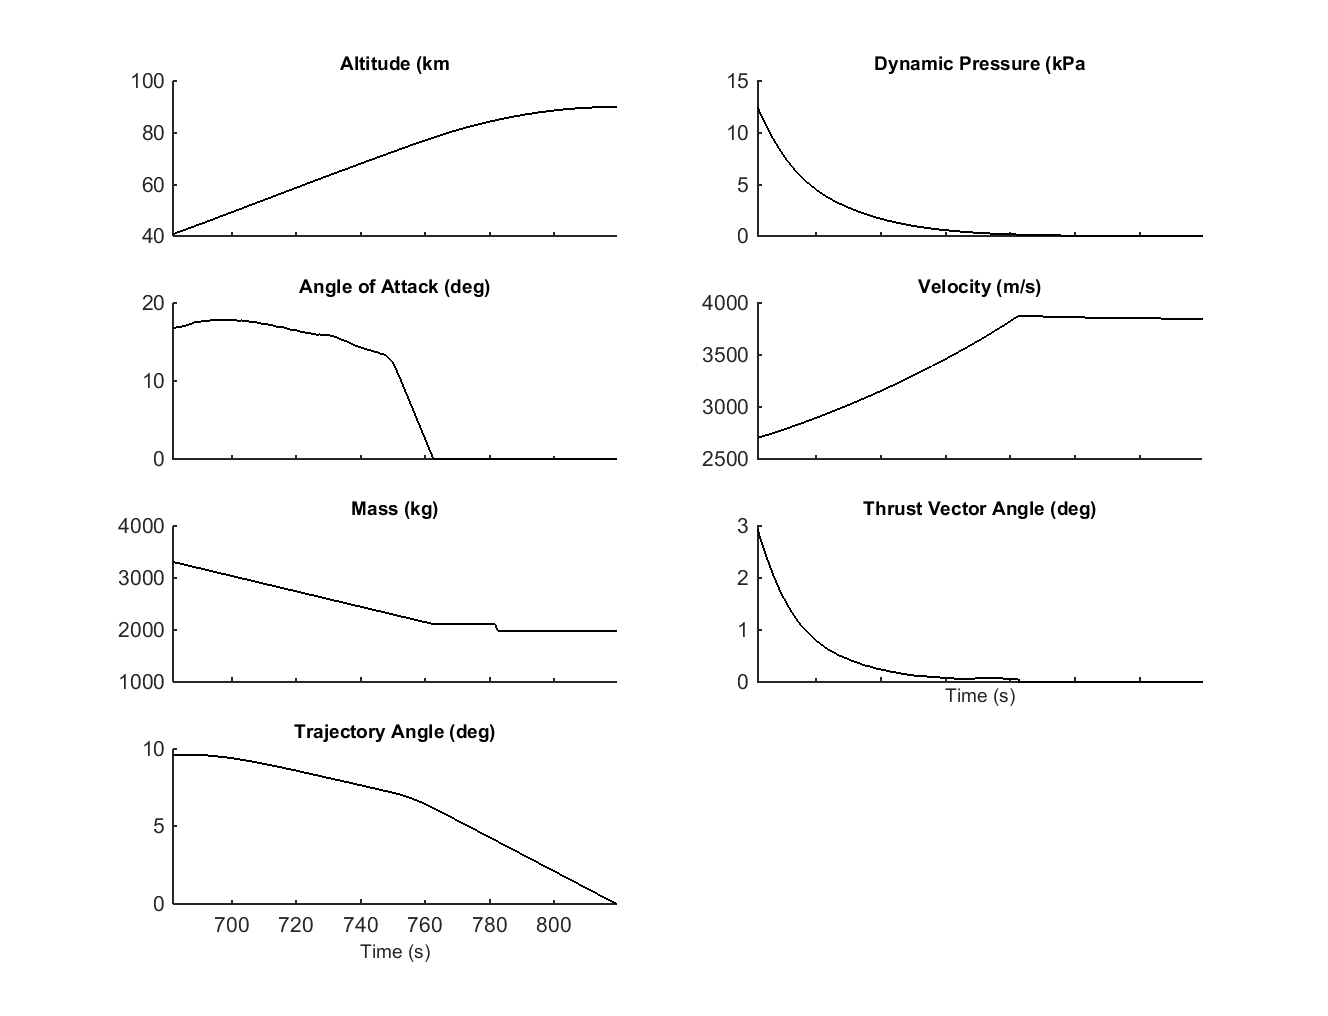 Altitude (km
100
80
60
40
Dynamic Pressure (kPa
15
10
5
0
Angle of Attack (deg)
20
10
0
Velocity (m/s)
4000
3500
3000
2500
Mass (kg)
4000
3000
2000
1000
Thrust Vector Angle (deg)
3
2
1
0
Time (s)
Trajectory Angle (deg)
10
5
0
700 720 740 760 780 800
Time (s)